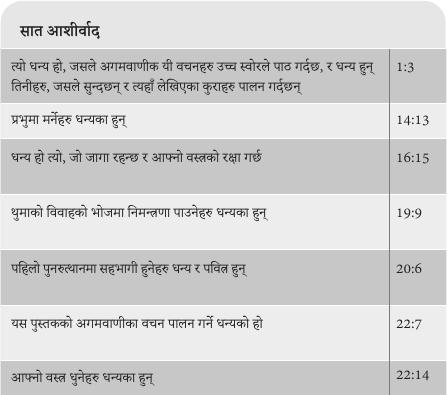 सात आशीर्वाद
त्यो धन्य हो, जसले अगमवाणीक यी वचनहरु उच्च स्वोरले पाठ गर्दछ, र धन्य हुन् 1:3
तिनीहरु, जसले सुन्दछन् र त्यहाँ लेखिएका कुराहरु पालन गर्दछन्
प्रभुमा मर्नेहरु धन्यका हुन् 14:13
धन्य हो त्यो, जो जागा रहन्छ र आफ्नो वस्त्रको रक्षा गर्छ 16:15
थुमाको विवाहको भोजमा निमन्त्रणा पाउनेहरु धन्यका हुन् 19:9
पहिलो पुनरुत्थानमा सहभागी हुनेहरु धन्य र पवित्र हुन् 20:6
यस पुस्तकको अगमवाणीका वचन पालन गर्ने धन्यको हो 22:7
आफ्नो वस्त्र धुनेहरु धन्यका हुन् 22:14